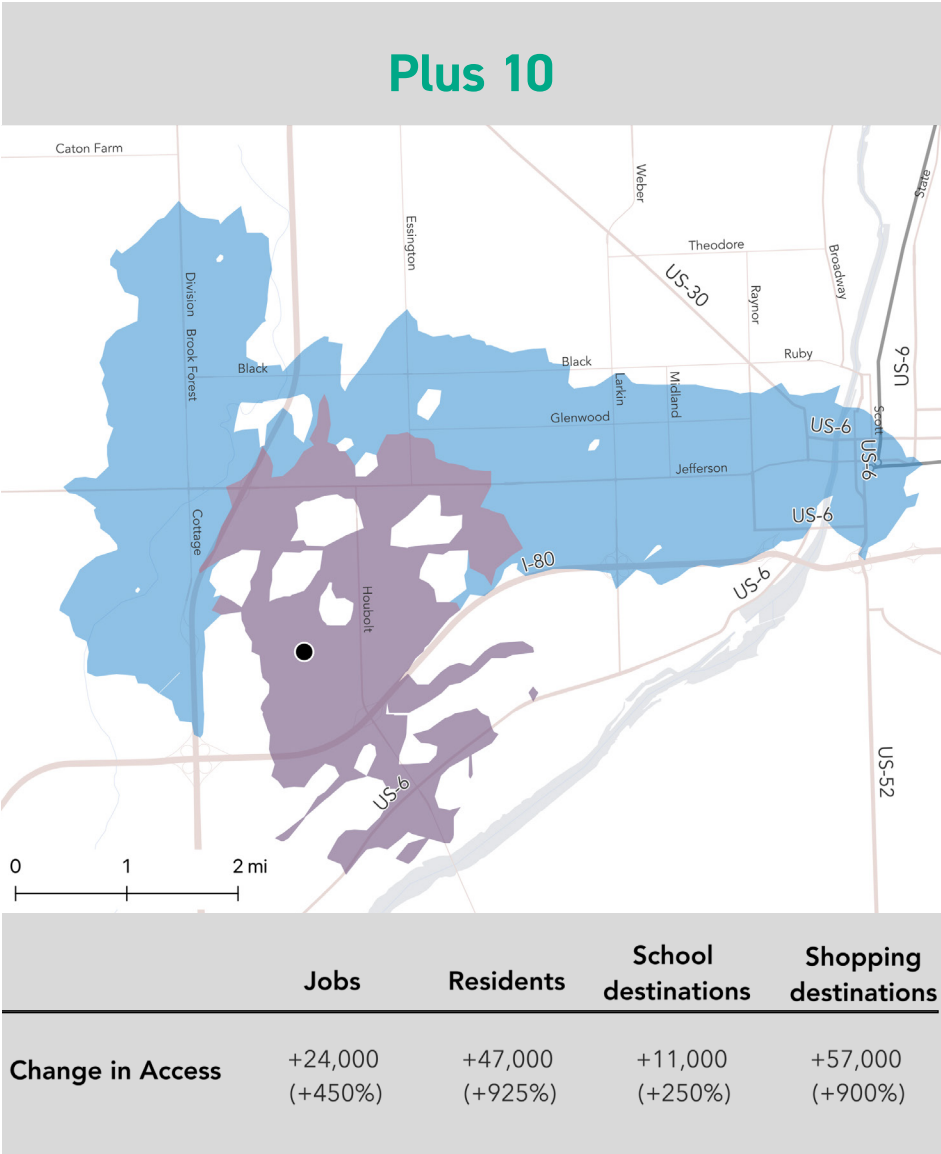 Plus 10
Caton Farm
Weber
State
Essington
Theodore
Broadway
US-30
Division
Raynor
Brook Forest
Ruby
US-6
Black
Black
Larkin
Midland
Glenwood
Scott
US-6
US-6
Jefferson
Cottage
US-6
I-80
US-6
Houbolt
US-52
US-6
0 1 2 mi
Jobs Residents School destinations Shopping destinations
Change in Access +24,000 +47,000 +11,000 +57,000
(+450%) (+925%) (+250%) (+900%)